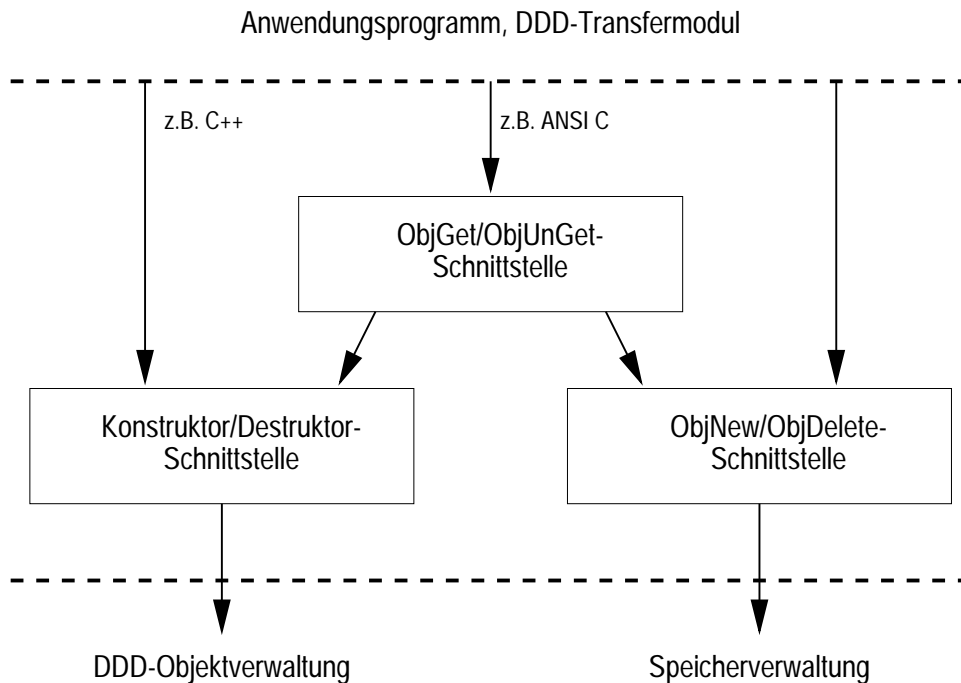 Anwendungsprogramm, DDD-Transfermodul
z.B. C++
z.B. ANSI C
ObjGet/ObjUnGet-
Schnittstelle
Konstruktor/Destruktor-
Schnittstelle
ObjNew/ObjDelete-
Schnittstelle
DDD-Objektverwaltung
Speicherverwaltung